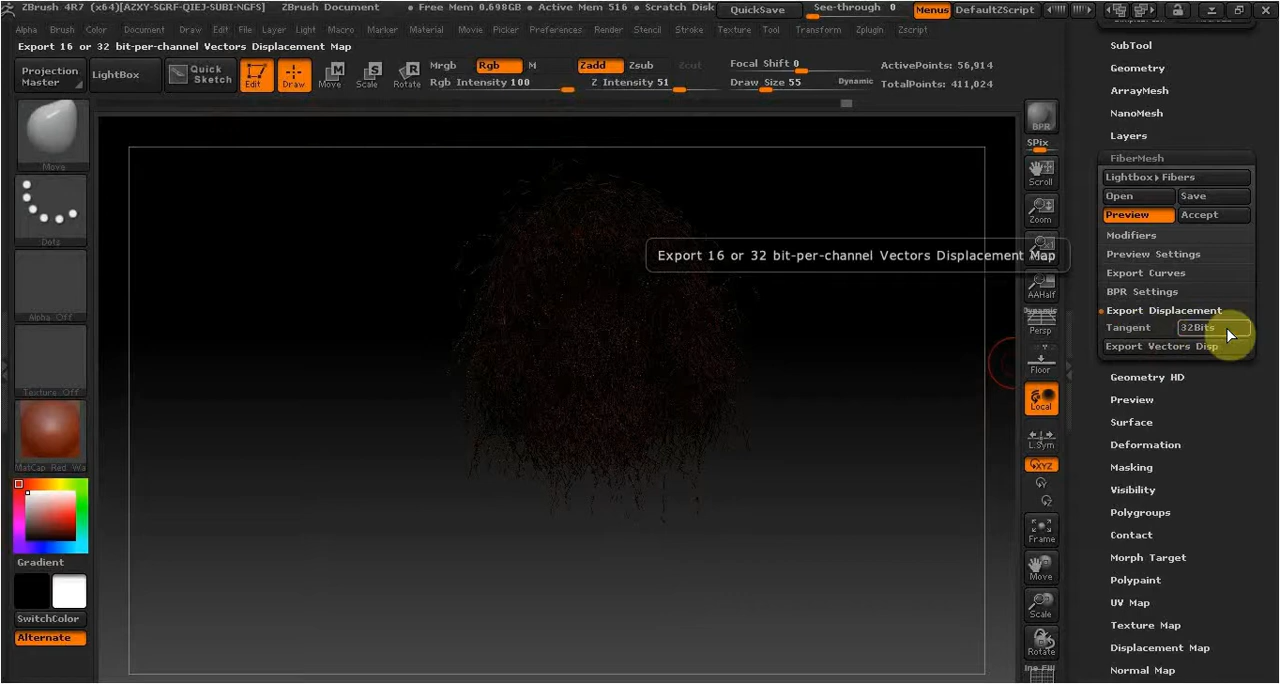 ZBrush 4R7 (x64)[AZXY-SGRF-QIEJ-SUBI-NGFS] ZBrush Document • Free Mem 0.698GB • Active Mem 516 • Scratch Disk QuickSave See-through 0 Menus DefaultZScript
Alpha Brush Color Document Draw Edit File Layer Light Macro Marker Material Movie Picker Preferences Render Stencil Stroke Texture Tool Transform Zplugin Zscript
Export 16 or 32 bit-per-channel Vectors Displacement Map
Projection Master
LightBox
Quick Sketch
Edit
Draw
Move
Scale
Rotate
Mrgb Rgb M
Rgb Intensity 100
Zadd Zsub Zcut
Z Intensity 51
Focal Shift 0
Draw Size 55 Dynamic
ActivePoints: 56,914
TotalPoints: 411,024
Move
Dots
Alpha Off
Texture Off
MatCap Red Wa
Gradient
SwitchColor
Alternate
Export 16 or 32 bit-per-channel Vectors Displacement Map
BPR
SPix
Scroll
Zoom
AAHalf
Dynamic
Persp
Floor
Local
L.Sym
XYZ
Frame
Move
Scale
Rotate
Line Fill
SubTool
Geometry
ArrayMesh
NanoMesh
Layers
FiberMesh
Lightbox▸Fibers
Open Save
Preview Accept
Modifiers
Preview Settings
Export Curves
BPR Settings
Export Displacement
Tangent 32Bits
Export Vectors Disp
Geometry HD
Preview
Surface
Deformation
Masking
Visibility
Polygroups
Contact
Morph Target
Polypaint
UV Map
Texture Map
Displacement Map
Normal Map